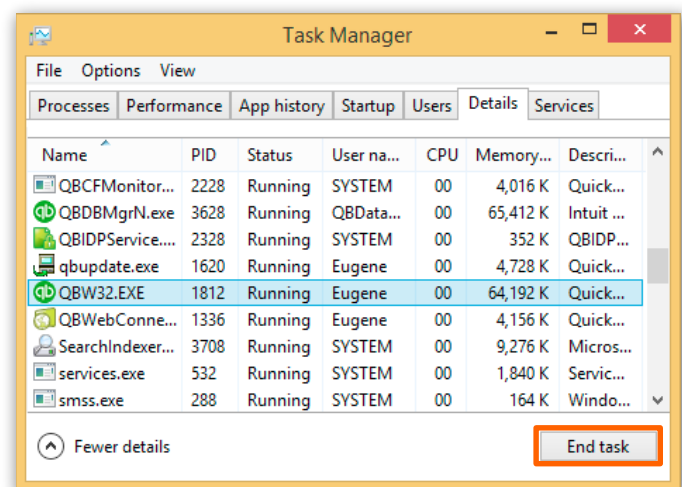 Task Manager
File Options View
Processes Performance App history Startup Users Details Services
Name PID Status User na... CPU Memory... Descri...
QBCFMonitor... 2228 Running SYSTEM 00 4,016 K Quick...
QBDBMgrN.exe 3628 Running QBData... 00 65,412 K Intuit ...
QBIDPService.... 2328 Running SYSTEM 00 352 K QBIDP...
qbupdate.exe 1620 Running Eugene 00 4,728 K Quick...
QBW32.EXE 1812 Running Eugene 00 64,192 K Quick...
QBWebConne... 1336 Running Eugene 00 4,156 K Quick...
SearchIndexer... 3708 Running SYSTEM 00 9,276 K Micros...
services.exe 532 Running SYSTEM 00 1,840 K Servic...
smss.exe 288 Running SYSTEM 00 164 K Windo...
Fewer details End task